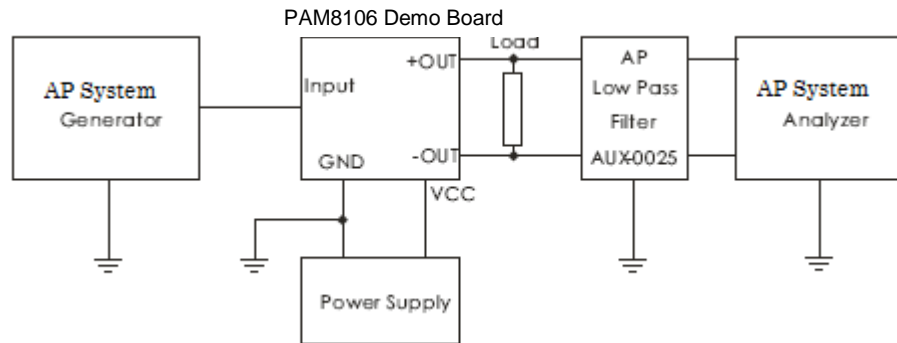 PAM8106 Demo Board
AP System
Generator
Input
+OUT
-OUT
GND
VCC
Load
AP
Low Pass
Filter
AUX-0025
AP System
Analyzer
Power Supply